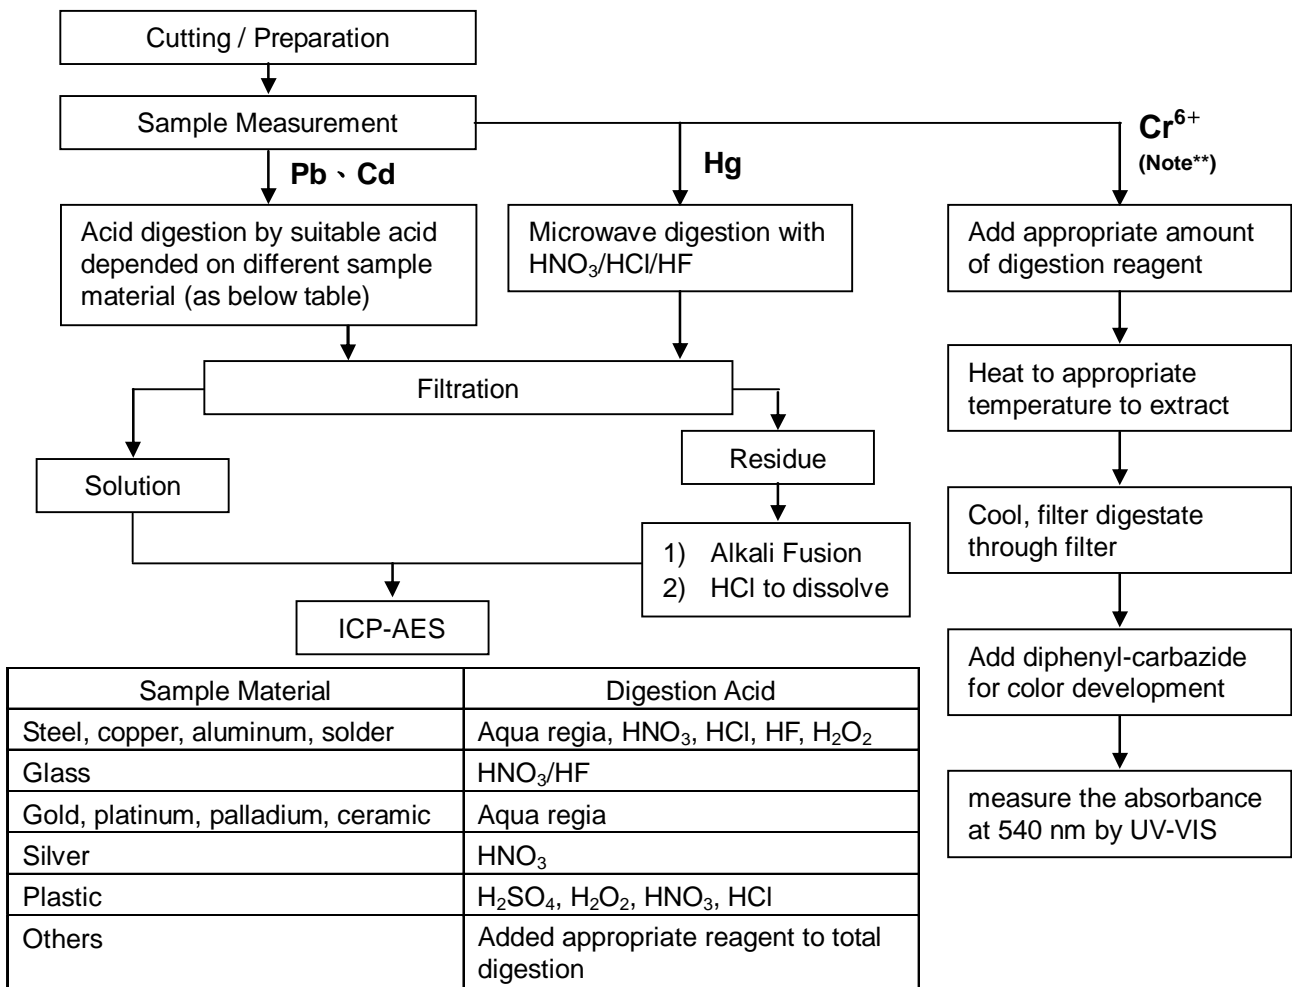 Cutting / Preparation
Sample Measurement
Pb、Cd
Hg
Cr⁶⁺
(Note**)
Acid digestion by suitable acid
depended on different sample
material (as below table)
Microwave digestion with
HNO₃/HCl/HF
Add appropriate amount
of digestion reagent
Filtration
Heat to appropriate
temperature to extract
Solution
Residue
1) Alkali Fusion
2) HCl to dissolve
Cool, filter digestate
through filter
ICP-AES
Add diphenyl-carbazide
for color development
measure the absorbance
at 540 nm by UV-VIS
Sample Material Digestion Acid
Steel, copper, aluminum, solder Aqua regia, HNO₃, HCl, HF, H₂O₂
Glass HNO₃/HF
Gold, platinum, palladium, ceramic Aqua regia
Silver HNO₃
Plastic H₂SO₄, H₂O₂, HNO₃, HCl
Others Added appropriate reagent to total
digestion